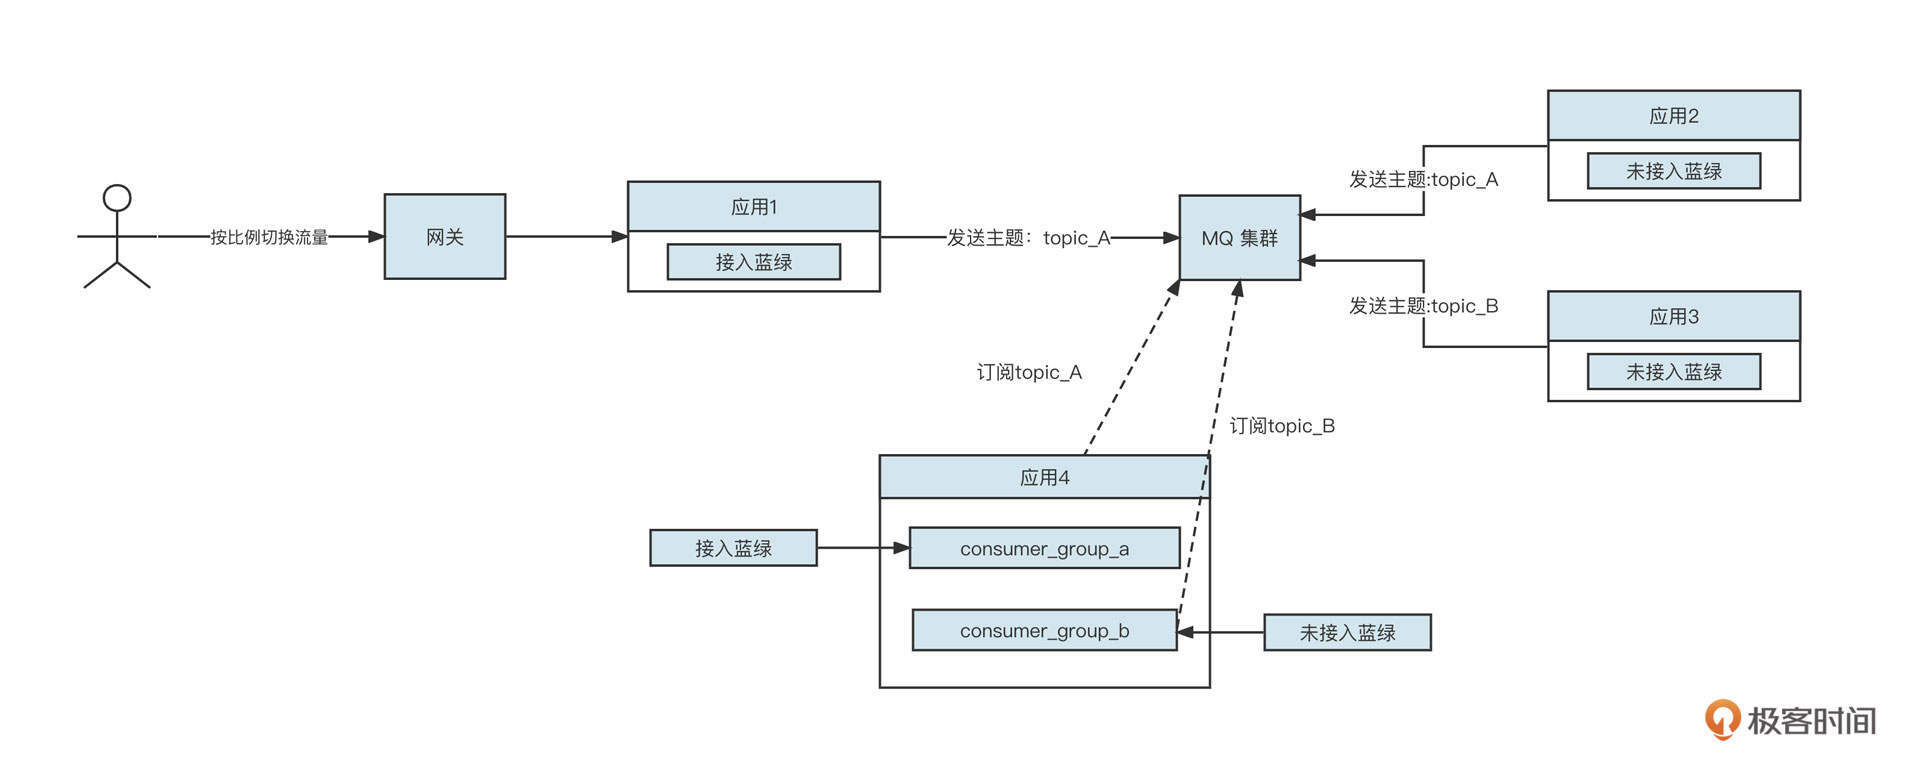 应用2
未接入蓝绿
发送主题:topic_A
应用1
接入蓝绿
按比例切换流量
网关
发送主题：topic_A
MQ 集群
发送主题:topic_B
应用3
未接入蓝绿
订阅topic_A
订阅topic_B
应用4
接入蓝绿
consumer_group_a
consumer_group_b
未接入蓝绿
极客时间